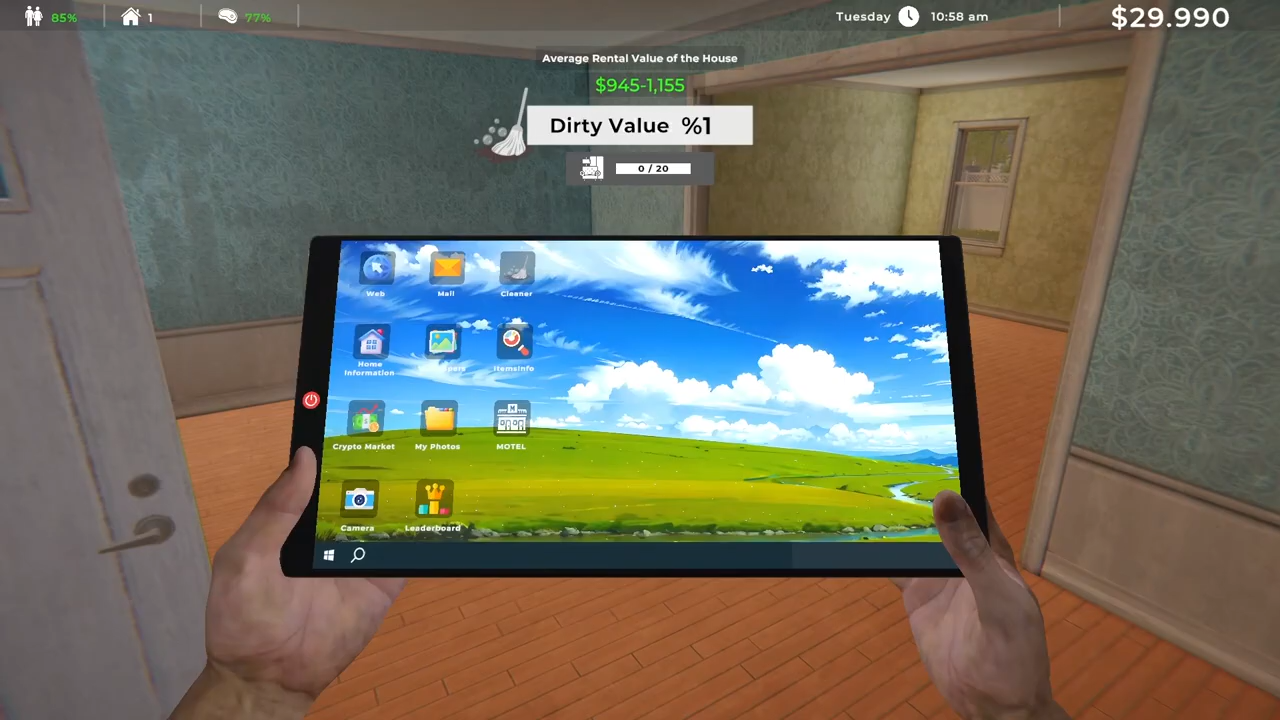 85%
1
77%
Tuesday
10:58 am
$29.990
Average Rental Value of the House
$945-1,155
Dirty Value %1
0 / 20
Web
Mail
Cleaner
Home
Information
ItemsInfo
Crypto Market
My Photos
MOTEL
Camera
Leaderboard